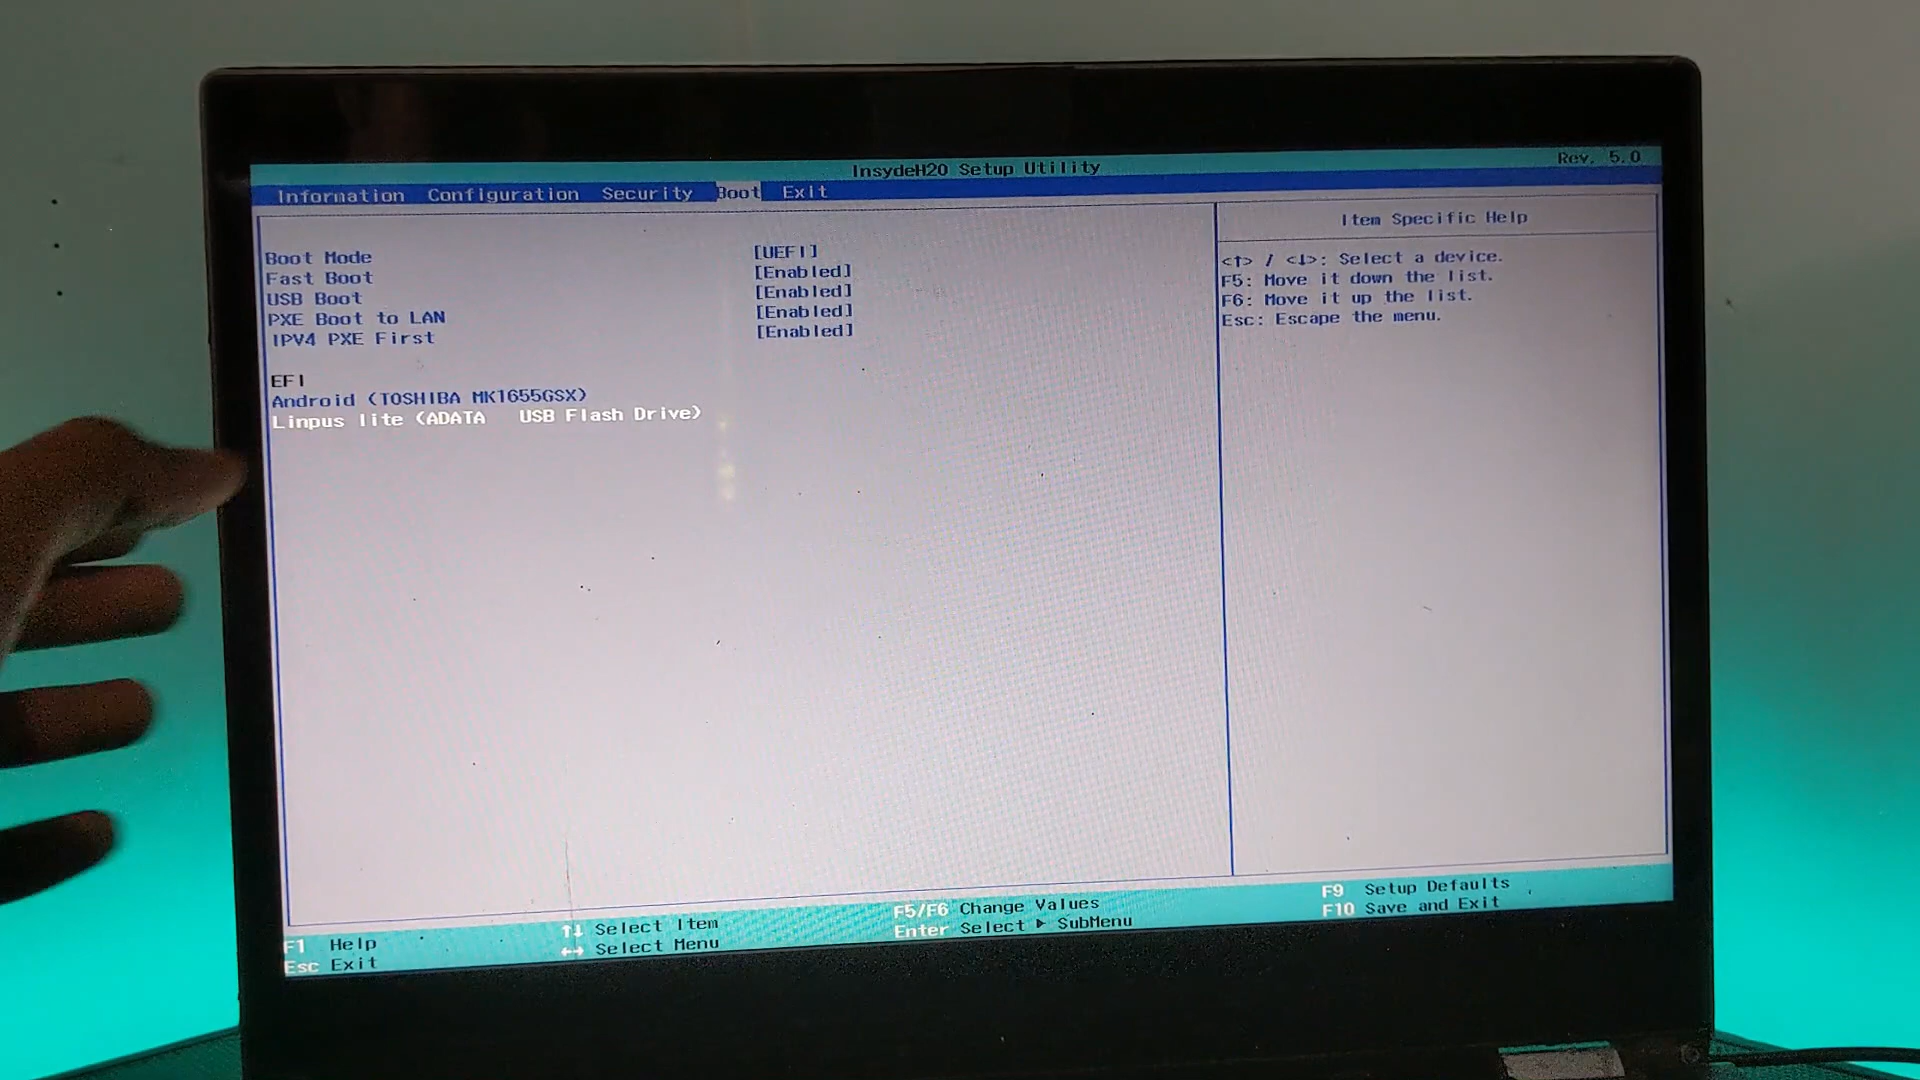 InsydeH20 Setup Utility
Rev. 5.0
Information Configuration Security Boot Exit
Boot Mode [UEFI]
Fast Boot [Enabled]
USB Boot [Enabled]
PXE Boot to LAN [Enabled]
IPV4 PXE First [Enabled]
EFI
Android (TOSHIBA MK1655GSX)
Linpus lite (ADATA USB Flash Drive)
Item Specific Help
<↑> / <↓>: Select a device.
F5: Move it down the list.
F6: Move it up the list.
Esc: Escape the menu.
F1 Help ↑↓ Select Item F5/F6 Change Values F9 Setup Defaults
Esc Exit ←→ Select Menu Enter Select ▶ SubMenu F10 Save and Exit